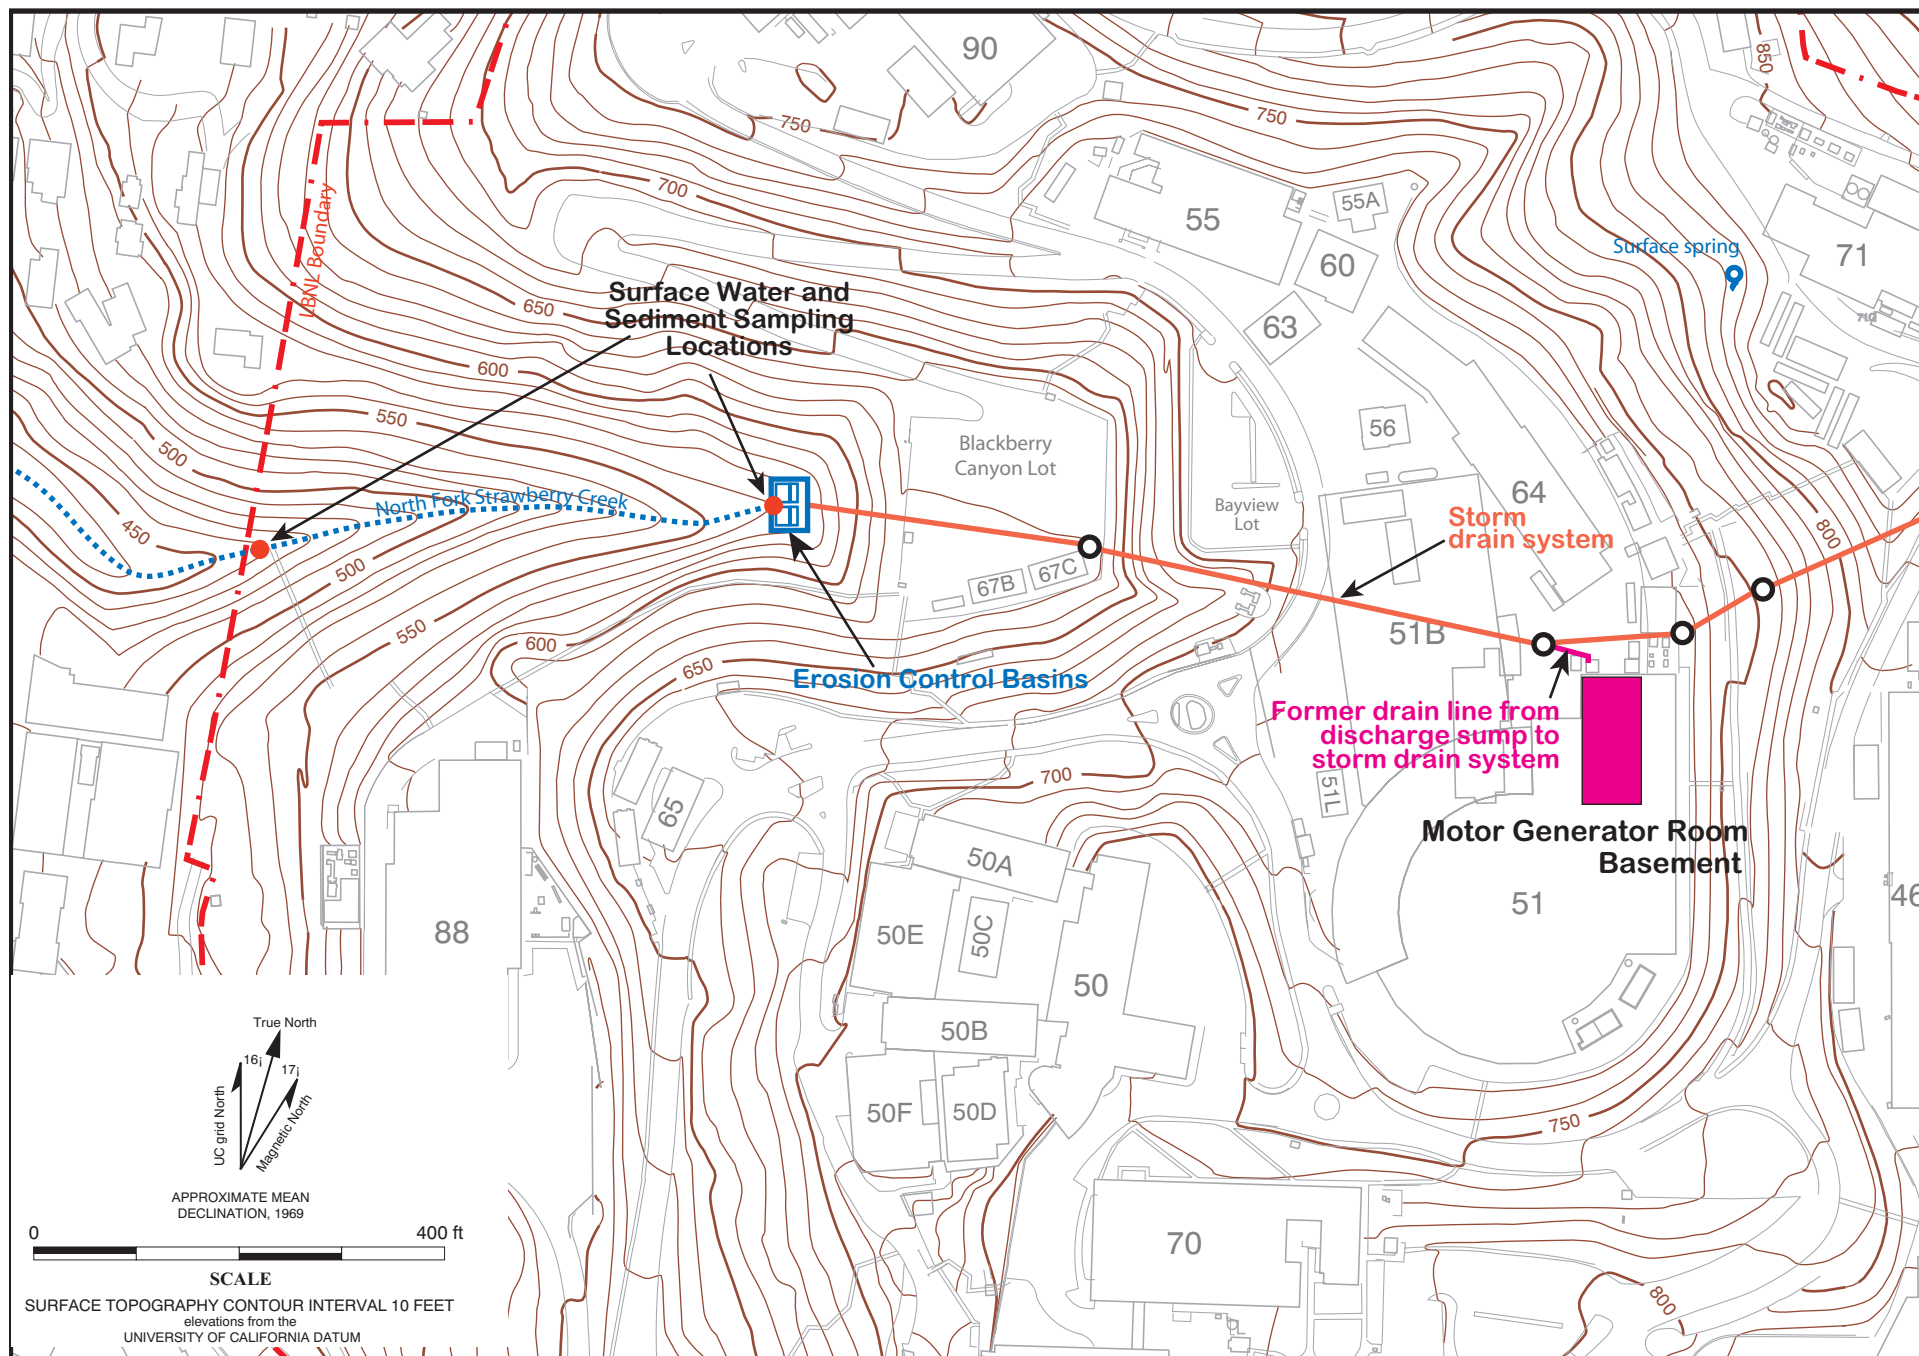 90
850
750
750
700
55
55A
60
Surface spring
71
71Q
LBNL Boundary
Surface Water and
Sediment Sampling
Locations
650
63
600
550
500
56
Blackberry
Canyon Lot
Bayview
Lot
64
North Fork Strawberry Creek
450
Storm
drain system
800
500
67B
67C
51B
550
600
650
Erosion Control Basins
Former drain line from
discharge sump to
storm drain system
700
51L
65
Motor Generator Room
Basement
50A
51
46
88
50E
50C
50
50B
50F
50D
750
True North
16¡
17¡
UC grid North
Magnetic North
APPROXIMATE MEAN
DECLINATION, 1969
0
400 ft
SCALE
70
800
SURFACE TOPOGRAPHY CONTOUR INTERVAL 10 FEET
elevations from the
UNIVERSITY OF CALIFORNIA DATUM